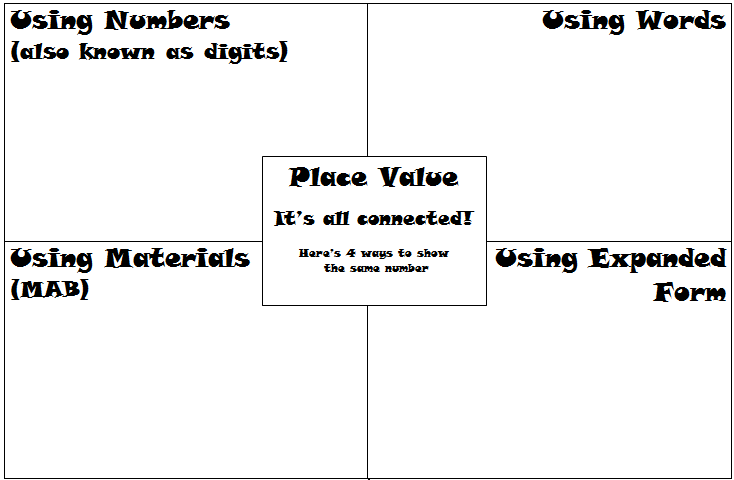 Using Numbers
(also known as digits)
Using Words
Place Value
It's all connected!
Here's 4 ways to show
the same number
Using Materials
(MAB)
Using Expanded
Form